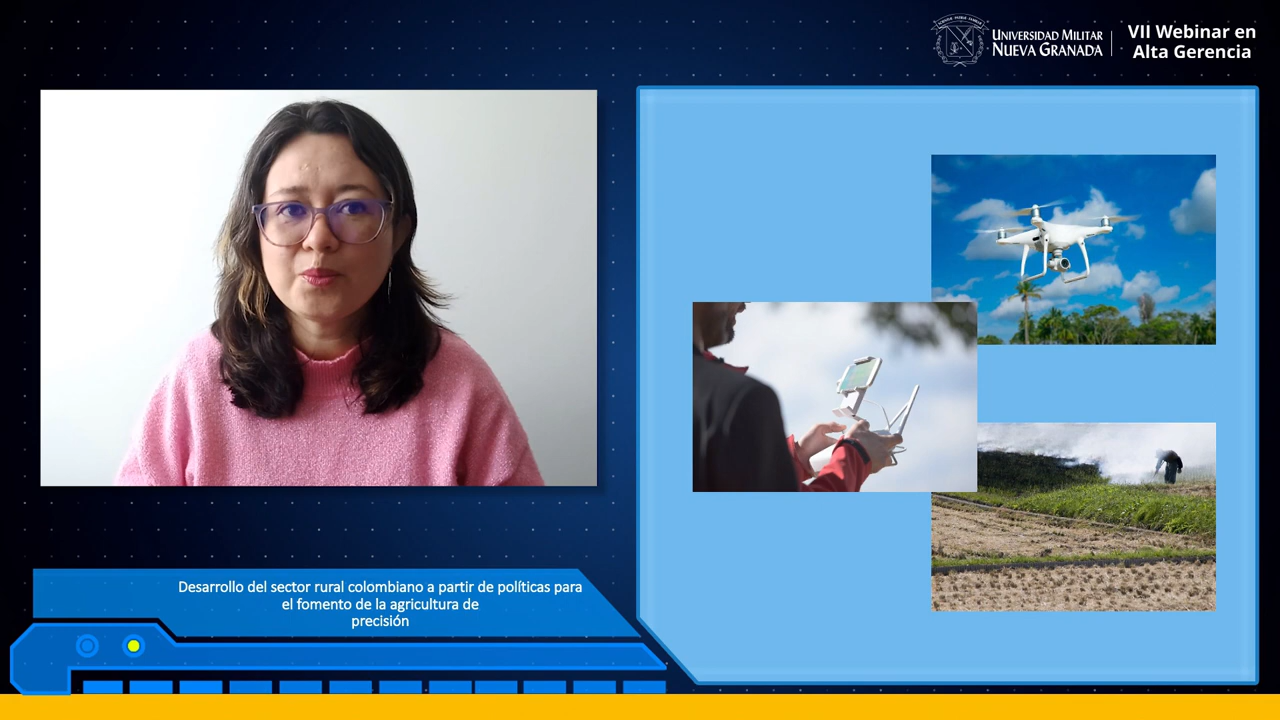 UNIVERSIDAD MILITAR
NUEVA GRANADA
VII Webinar en
Alta Gerencia
Desarrollo del sector rural colombiano a partir de políticas para
el fomento de la agricultura de
precisión